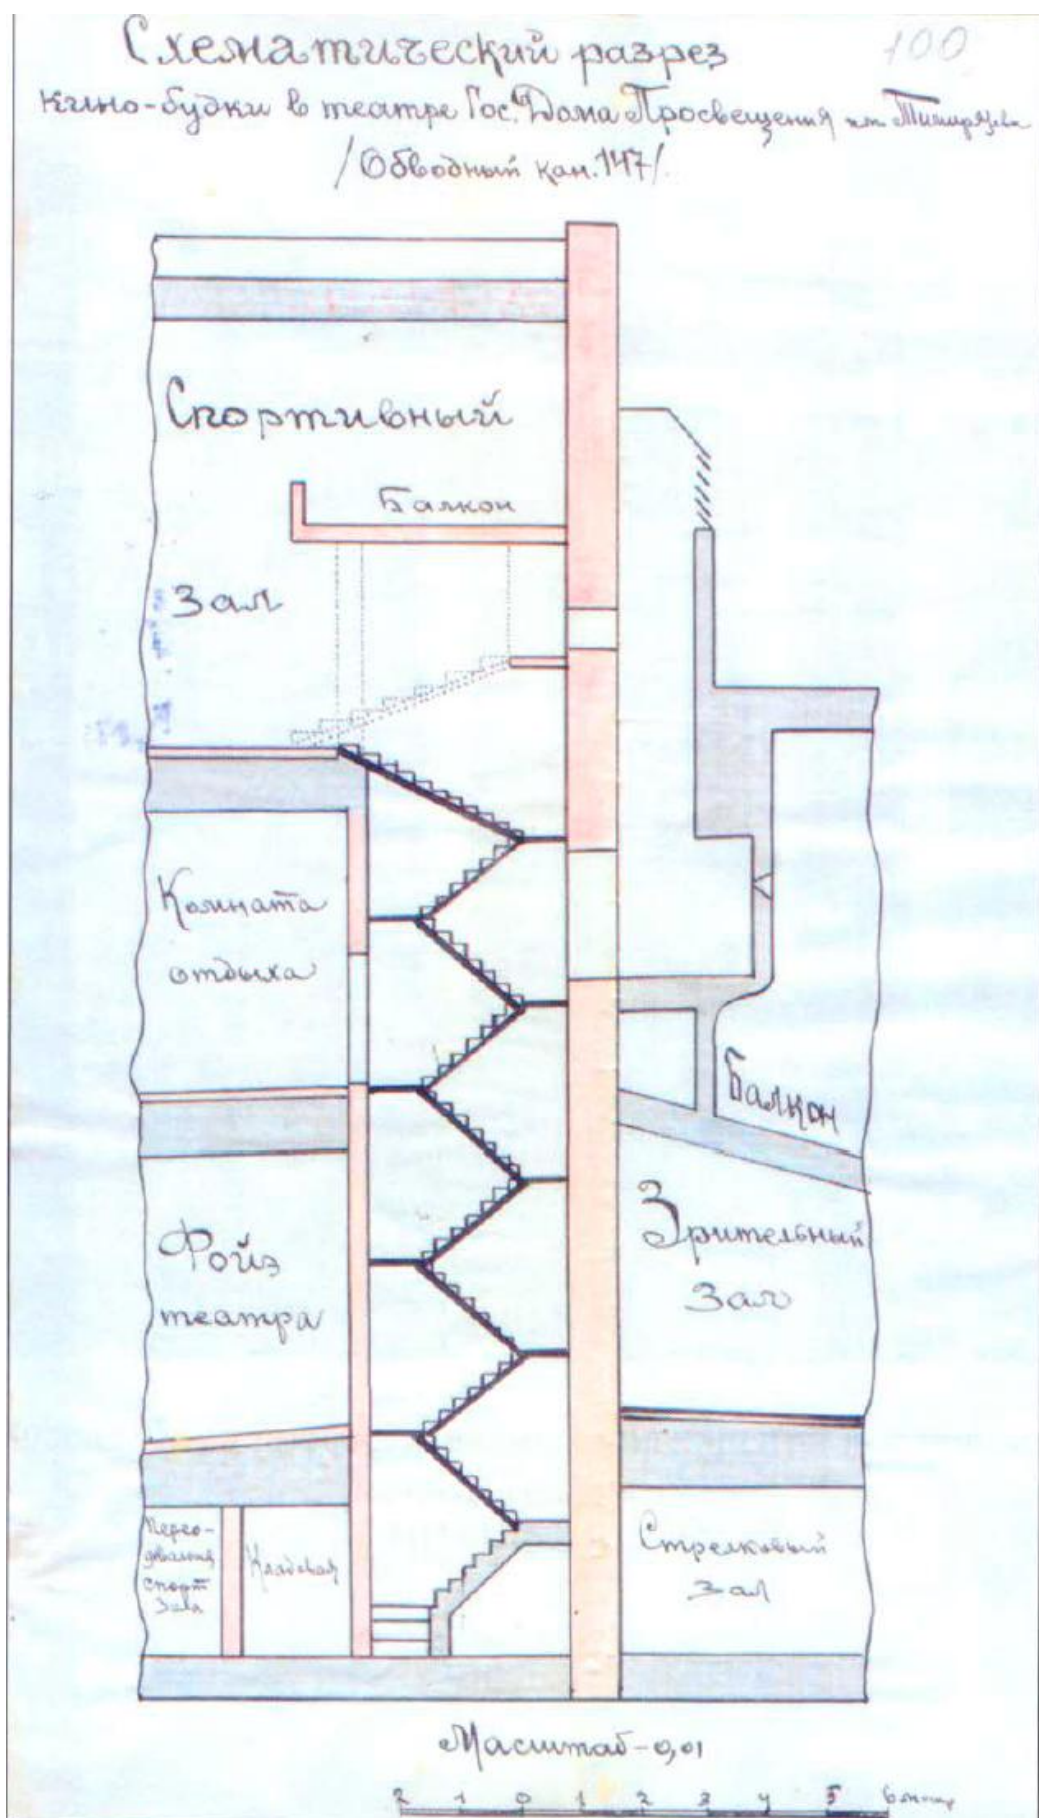 100
Схематический разрез
кино-будки в театре Гос. Дома Просвещения им. Тимирязева
/Обводный кан. 147/.
Спортивный
Балкон
Зал
Комната
отдыха
Балкон
Зрительный
Зал
Фойэ
театра
Переодевальня
спорт
Зала
Кладовая
Стрелковый
зал
Масштаб-0,01
2 1 0 1 2 3 4 5 6